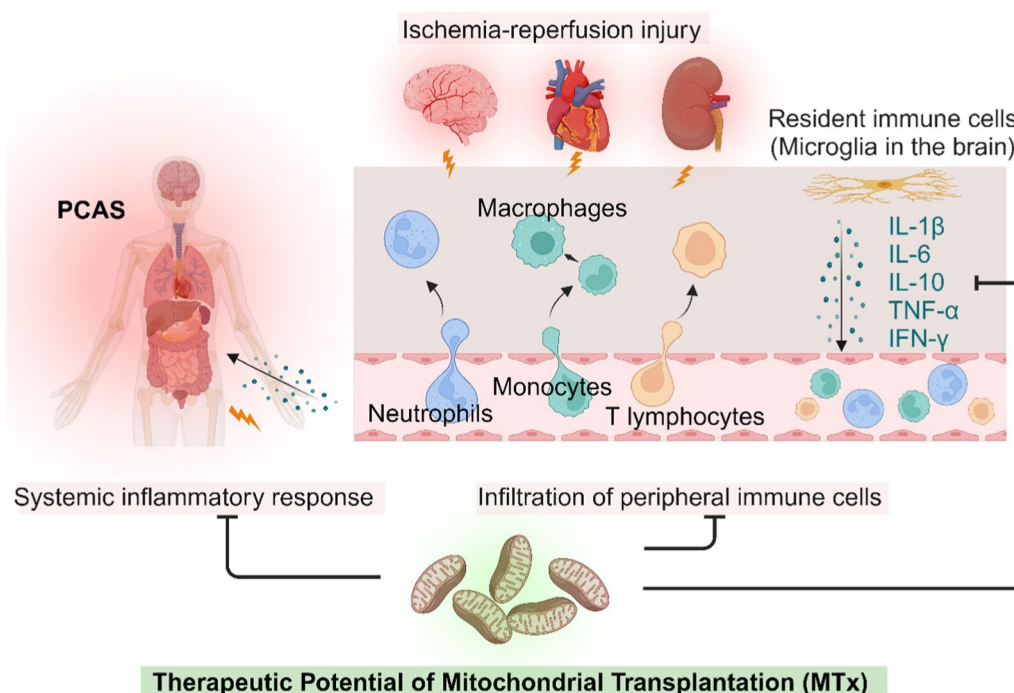 Ischemia-reperfusion injury
Resident immune cells
(Microglia in the brain)
PCAS
Macrophages
IL-1β
IL-6
IL-10
TNF-α
IFN-γ
Neutrophils
Monocytes
T lymphocytes
Systemic inflammatory response
Infiltration of peripheral immune cells
Therapeutic Potential of Mitochondrial Transplantation (MTx)